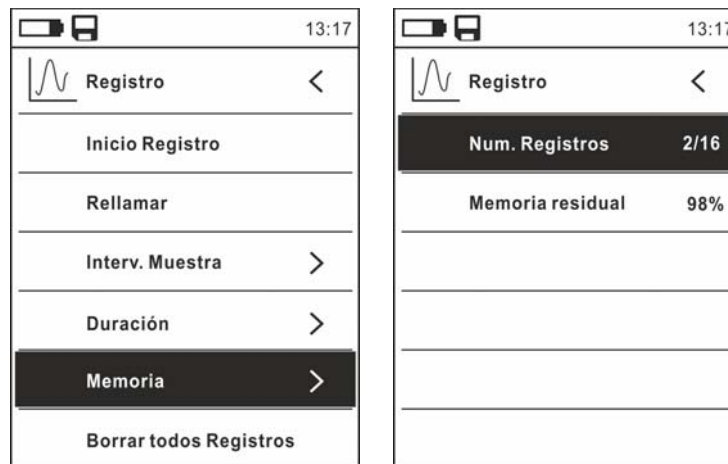 13:17
Registro
Inicio Registro
Rellamar
Interv. Muestra
Duración
Memoria
Borrar todos Registros
13:17
Registro
Num. Registros 2/16
Memoria residual 98%